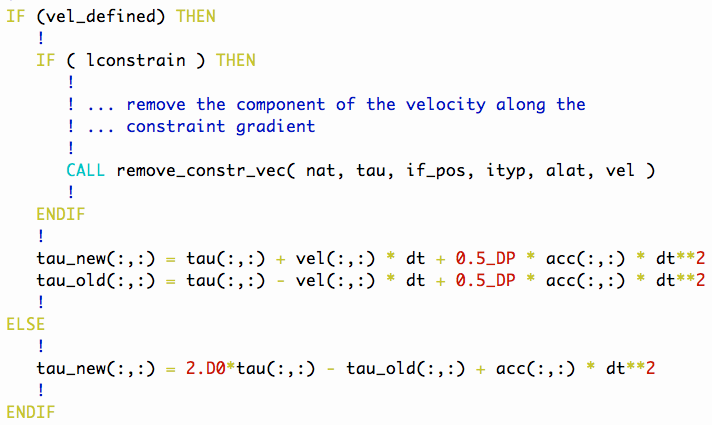 IF (vel_defined) THEN
!
IF ( lconstrain ) THEN
!
! ... remove the component of the velocity along the
! ... constraint gradient
!
CALL remove_constr_vec( nat, tau, if_pos, ityp, alat, vel )
!
ENDIF
!
tau_new(:,:) = tau(:,:) + vel(:,:) * dt + 0.5_DP * acc(:,:) * dt**2
tau_old(:,:) = tau(:,:) - vel(:,:) * dt + 0.5_DP * acc(:,:) * dt**2
!
ELSE
!
tau_new(:,:) = 2.D0*tau(:,:) - tau_old(:,:) + acc(:,:) * dt**2
!
ENDIF